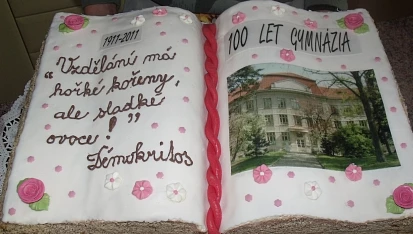 1911-2011
"Vzdělání má
hořké kořeny,
ale sladké
ovoce!"
Démokritos
100 LET GYMNÁZIA